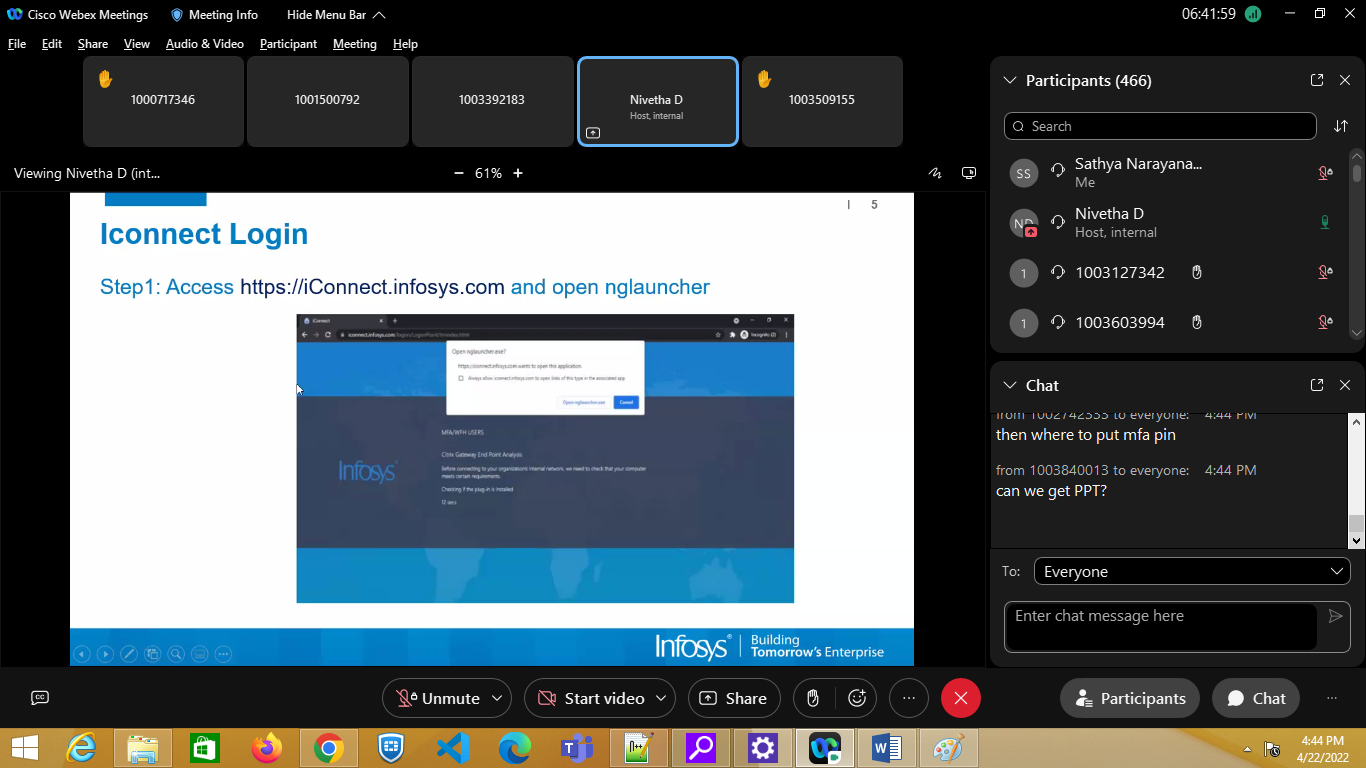 Cisco Webex Meetings
Meeting Info
Hide Menu Bar
06:41:59
File Edit Share View Audio & Video Participant Meeting Help
1000717346
1001500792
1003392183
Nivetha D
Host, internal
1003509155
Viewing Nivetha D (int...
61%
5
Iconnect Login
Step1: Access https://iConnect.infosys.com and open nglauncher
iConnect
Incognito (2)
Open nglauncher.exe?
https://iconnect.infosys.com wants to open this application.
Always allow iconnect.infosys.com to open links of this type in the associated app
Open nglauncher.exe
Cancel
MFA/WFH USERS
Citrix Gateway End Point Analysis
Before connecting to your organization's internal network, we need to check that your computer
meets certain requirements.
Checking if the plug-in is installed
12 secs
Infosys
Infosys
Building
Tomorrow's Enterprise
Participants (466)
Search
SS
Sathya Narayana...
Me
ND
Nivetha D
Host, internal
1
1003127342
1
1003603994
Chat
from 1002742333 to everyone: 4:44 PM
then where to put mfa pin
from 1003840013 to everyone: 4:44 PM
can we get PPT?
To:
Everyone
Enter chat message here
CC
Unmute
Start video
Share
Participants
Chat
4:44 PM
4/22/2022